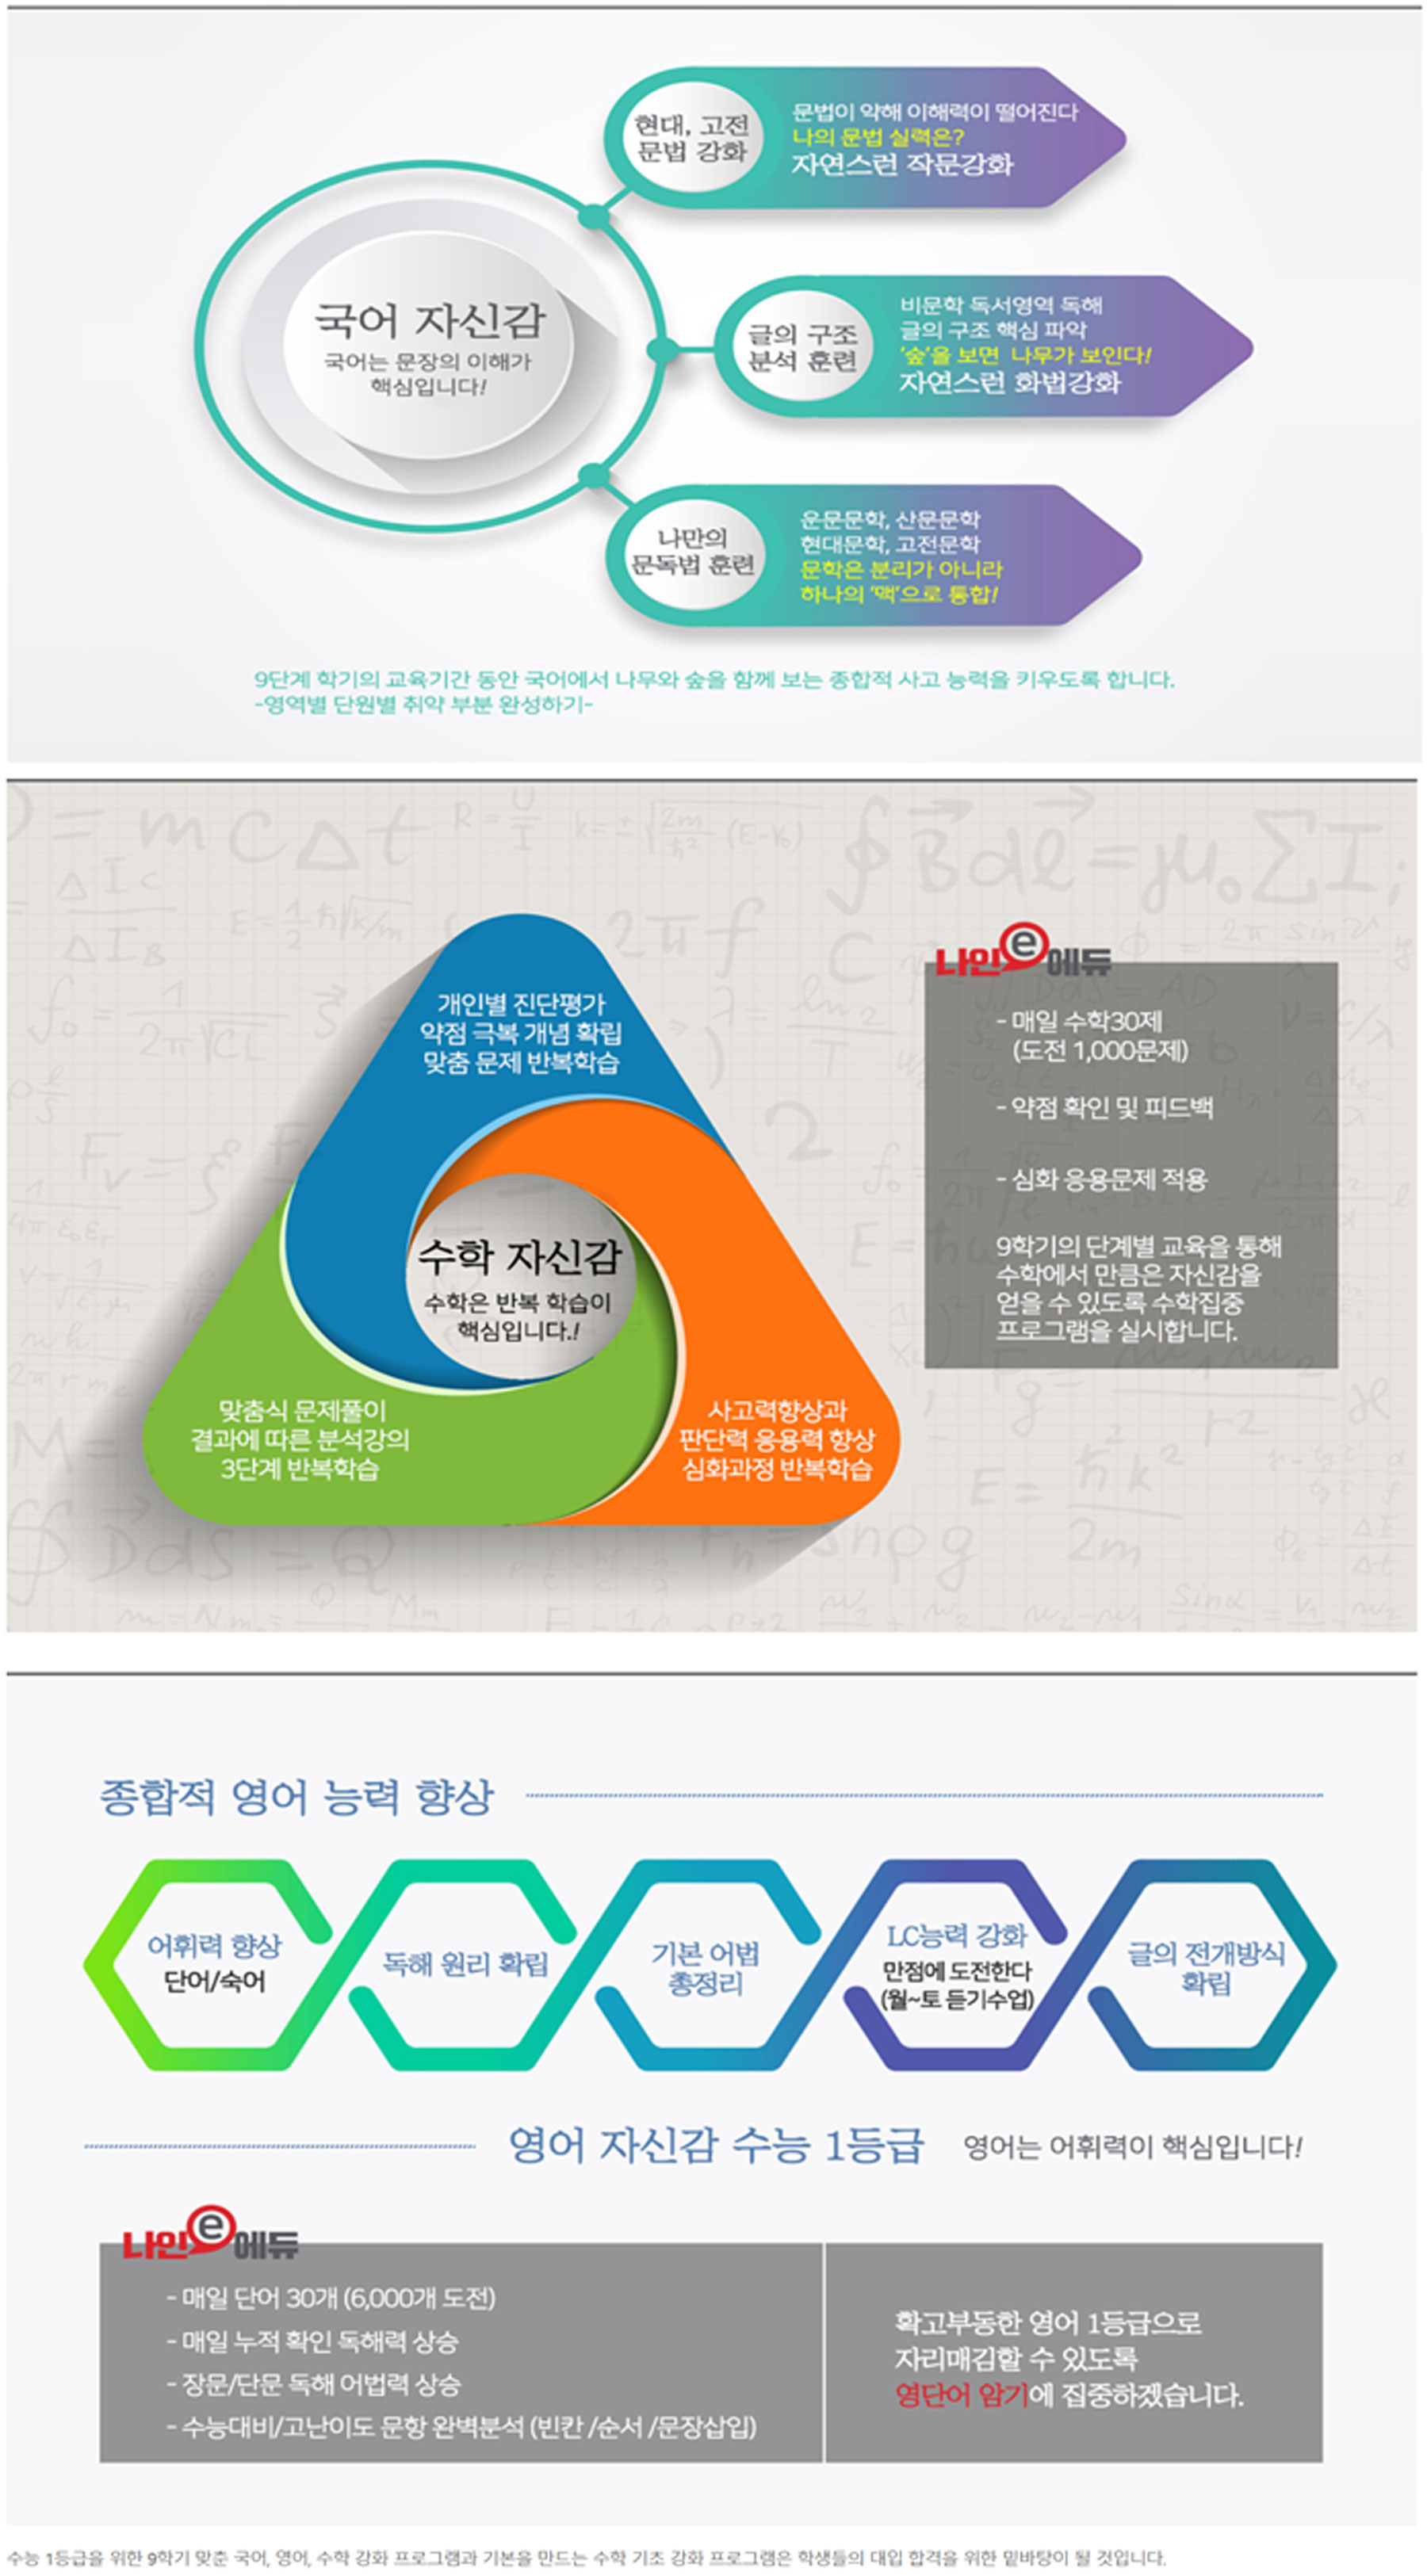 현대, 고전
문법 강화
문법이 약해 이해력이 떨어진다
나의 문법 실력은?
자연스런 작문강화
국어 자신감
국어는 문장의 이해가
핵심입니다!
글의 구조
분석 훈련
비문학 독서영역 독해
글의 구조 핵심 파악
'숲'을 보면 나무가 보인다!
자연스런 화법강화
나만의
문독법 훈련
운문문학, 산문문학
현대문학, 고전문학
문학은 분리가 아니라
하나의 '맥'으로 통합!
9단계 학기의 교육기간 동안 국어에서 나무와 숲을 함께 보는 종합적 사고 능력을 키우도록 합니다.
-영역별 단원별 취약 부분 완성하기-
개인별 진단평가
약점 극복 개념 확립
맞춤 문제 반복학습
수학 자신감
수학은 반복 학습이
핵심입니다.!
맞춤식 문제풀이
결과에 따른 분석강의
3단계 반복학습
사고력향상과
판단력 응용력 향상
심화과정 반복학습
나인e에듀
- 매일 수학30제
(도전 1,000문제)
- 약점 확인 및 피드백
- 심화 응용문제 적용
9학기의 단계별 교육을 통해
수학에서 만큼은 자신감을
얻을 수 있도록 수학집중
프로그램을 실시합니다.
종합적 영어 능력 향상
어휘력 향상
단어/숙어
독해 원리 확립
기본 어법
총정리
LC능력 강화
만점에 도전한다
(월~토 듣기수업)
글의 전개방식
확립
영어 자신감 수능 1등급 영어는 어휘력이 핵심입니다!
나인e에듀
- 매일 단어 30개 (6,000개 도전)
- 매일 누적 확인 독해력 상승
- 장문/단문 독해 어법력 상승
- 수능대비/고난이도 문항 완벽분석 (빈칸 /순서 /문장삽입)
확고부동한 영어 1등급으로
자리매김할 수 있도록
영단어 암기에 집중하겠습니다.
수능 1등급을 위한 9학기 맞춘 국어, 영어, 수학 강화 프로그램과 기본을 만드는 수학 기초 강화 프로그램은 학생들의 대입 합격을 위한 밑바탕이 될 것입니다.